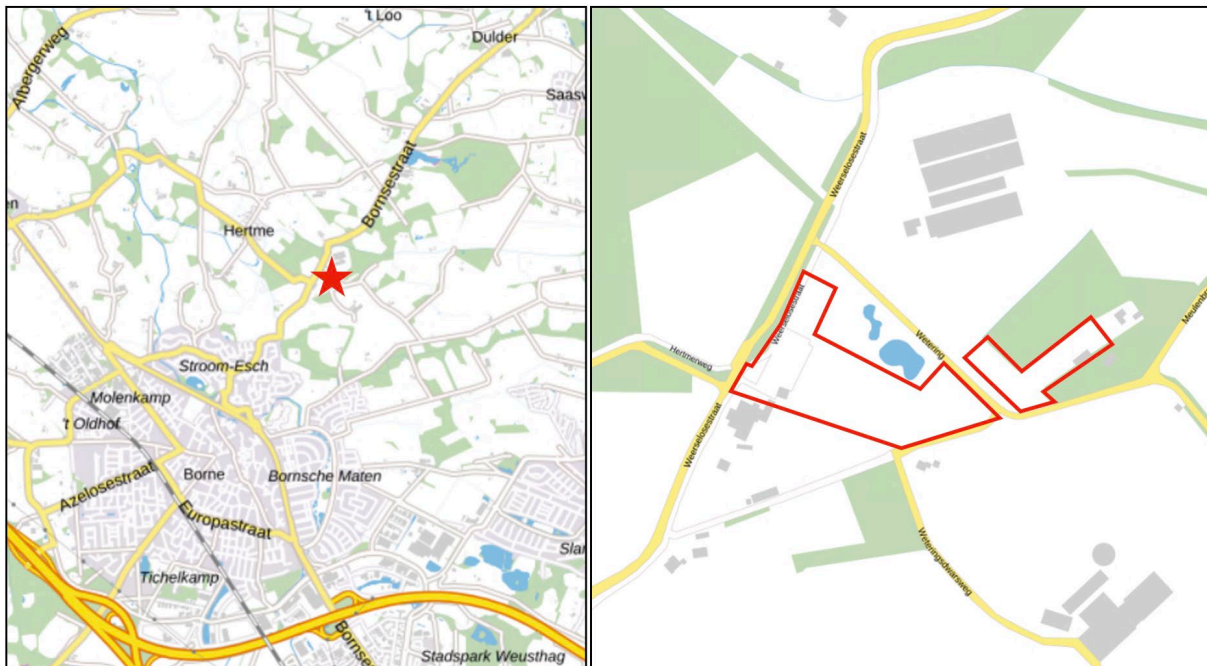 't Loo
Dulder
Albergerweg
Saasv
Bornsestraat
en
Hertme
Stroom-Esch
Molenkamp
't Oldhof
Borne
Bornsche Maten
Azelosestraat
Europastraat
Slan
Tichelkamp
Bornse
Stadspark Weusthag
Weerselosestraat
Weerselosestraat
Wetering
Meulenbe
Hertmerweg
Weerselosestraat
Weteringsdwarsweg